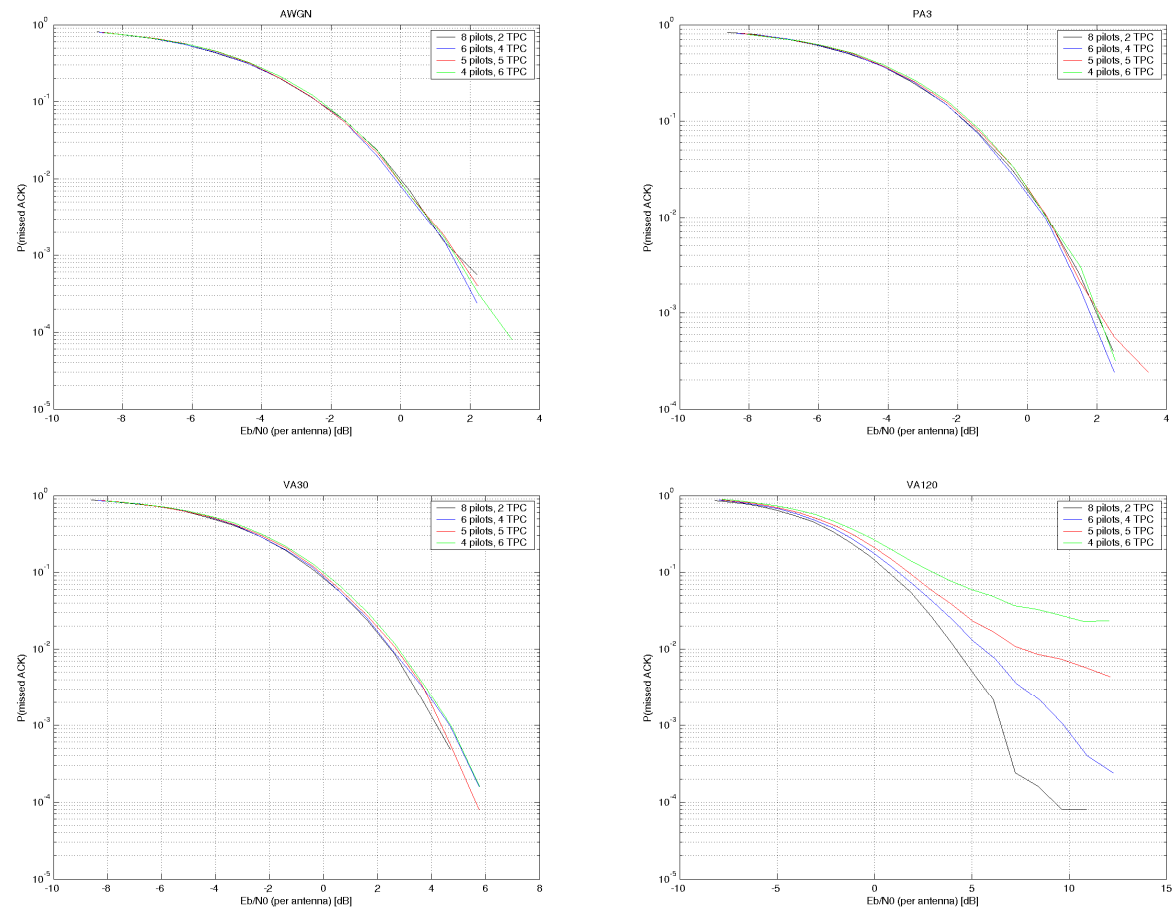 AWGN
10^0
10^-1
10^-2
10^-3
10^-4
10^-5
P(missed ACK)
8 pilots, 2 TPC
6 pilots, 4 TPC
5 pilots, 5 TPC
4 pilots, 6 TPC
-10 -8 -6 -4 -2 0 2 4
Eb/N0 (per antenna) [dB]
PA3
10^0
10^-1
10^-2
10^-3
10^-4
P(missed ACK)
8 pilots, 2 TPC
6 pilots, 4 TPC
5 pilots, 5 TPC
4 pilots, 6 TPC
-10 -8 -6 -4 -2 0 2 4
Eb/N0 (per antenna) [dB]
VA30
10^0
10^-1
10^-2
10^-3
10^-4
10^-5
P(missed ACK)
8 pilots, 2 TPC
6 pilots, 4 TPC
5 pilots, 5 TPC
4 pilots, 6 TPC
-10 -8 -6 -4 -2 0 2 4 6 8
Eb/N0 (per antenna) [dB]
VA120
10^0
10^-1
10^-2
10^-3
10^-4
10^-5
P(missed ACK)
8 pilots, 2 TPC
6 pilots, 4 TPC
5 pilots, 5 TPC
4 pilots, 6 TPC
-10 -5 0 5 10 15
Eb/N0 (per antenna) [dB]